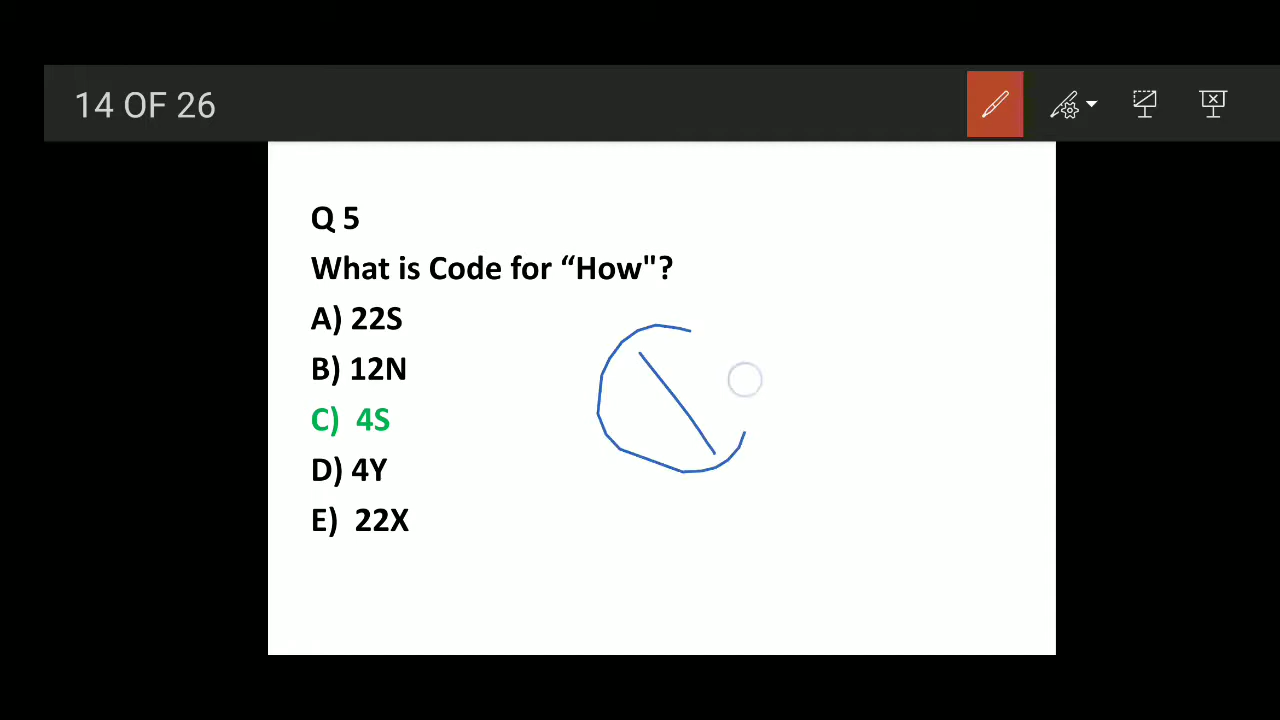 14 OF 26
Q 5
What is Code for “How"?
A) 22S
B) 12N
C) 4S
D) 4Y
E) 22X